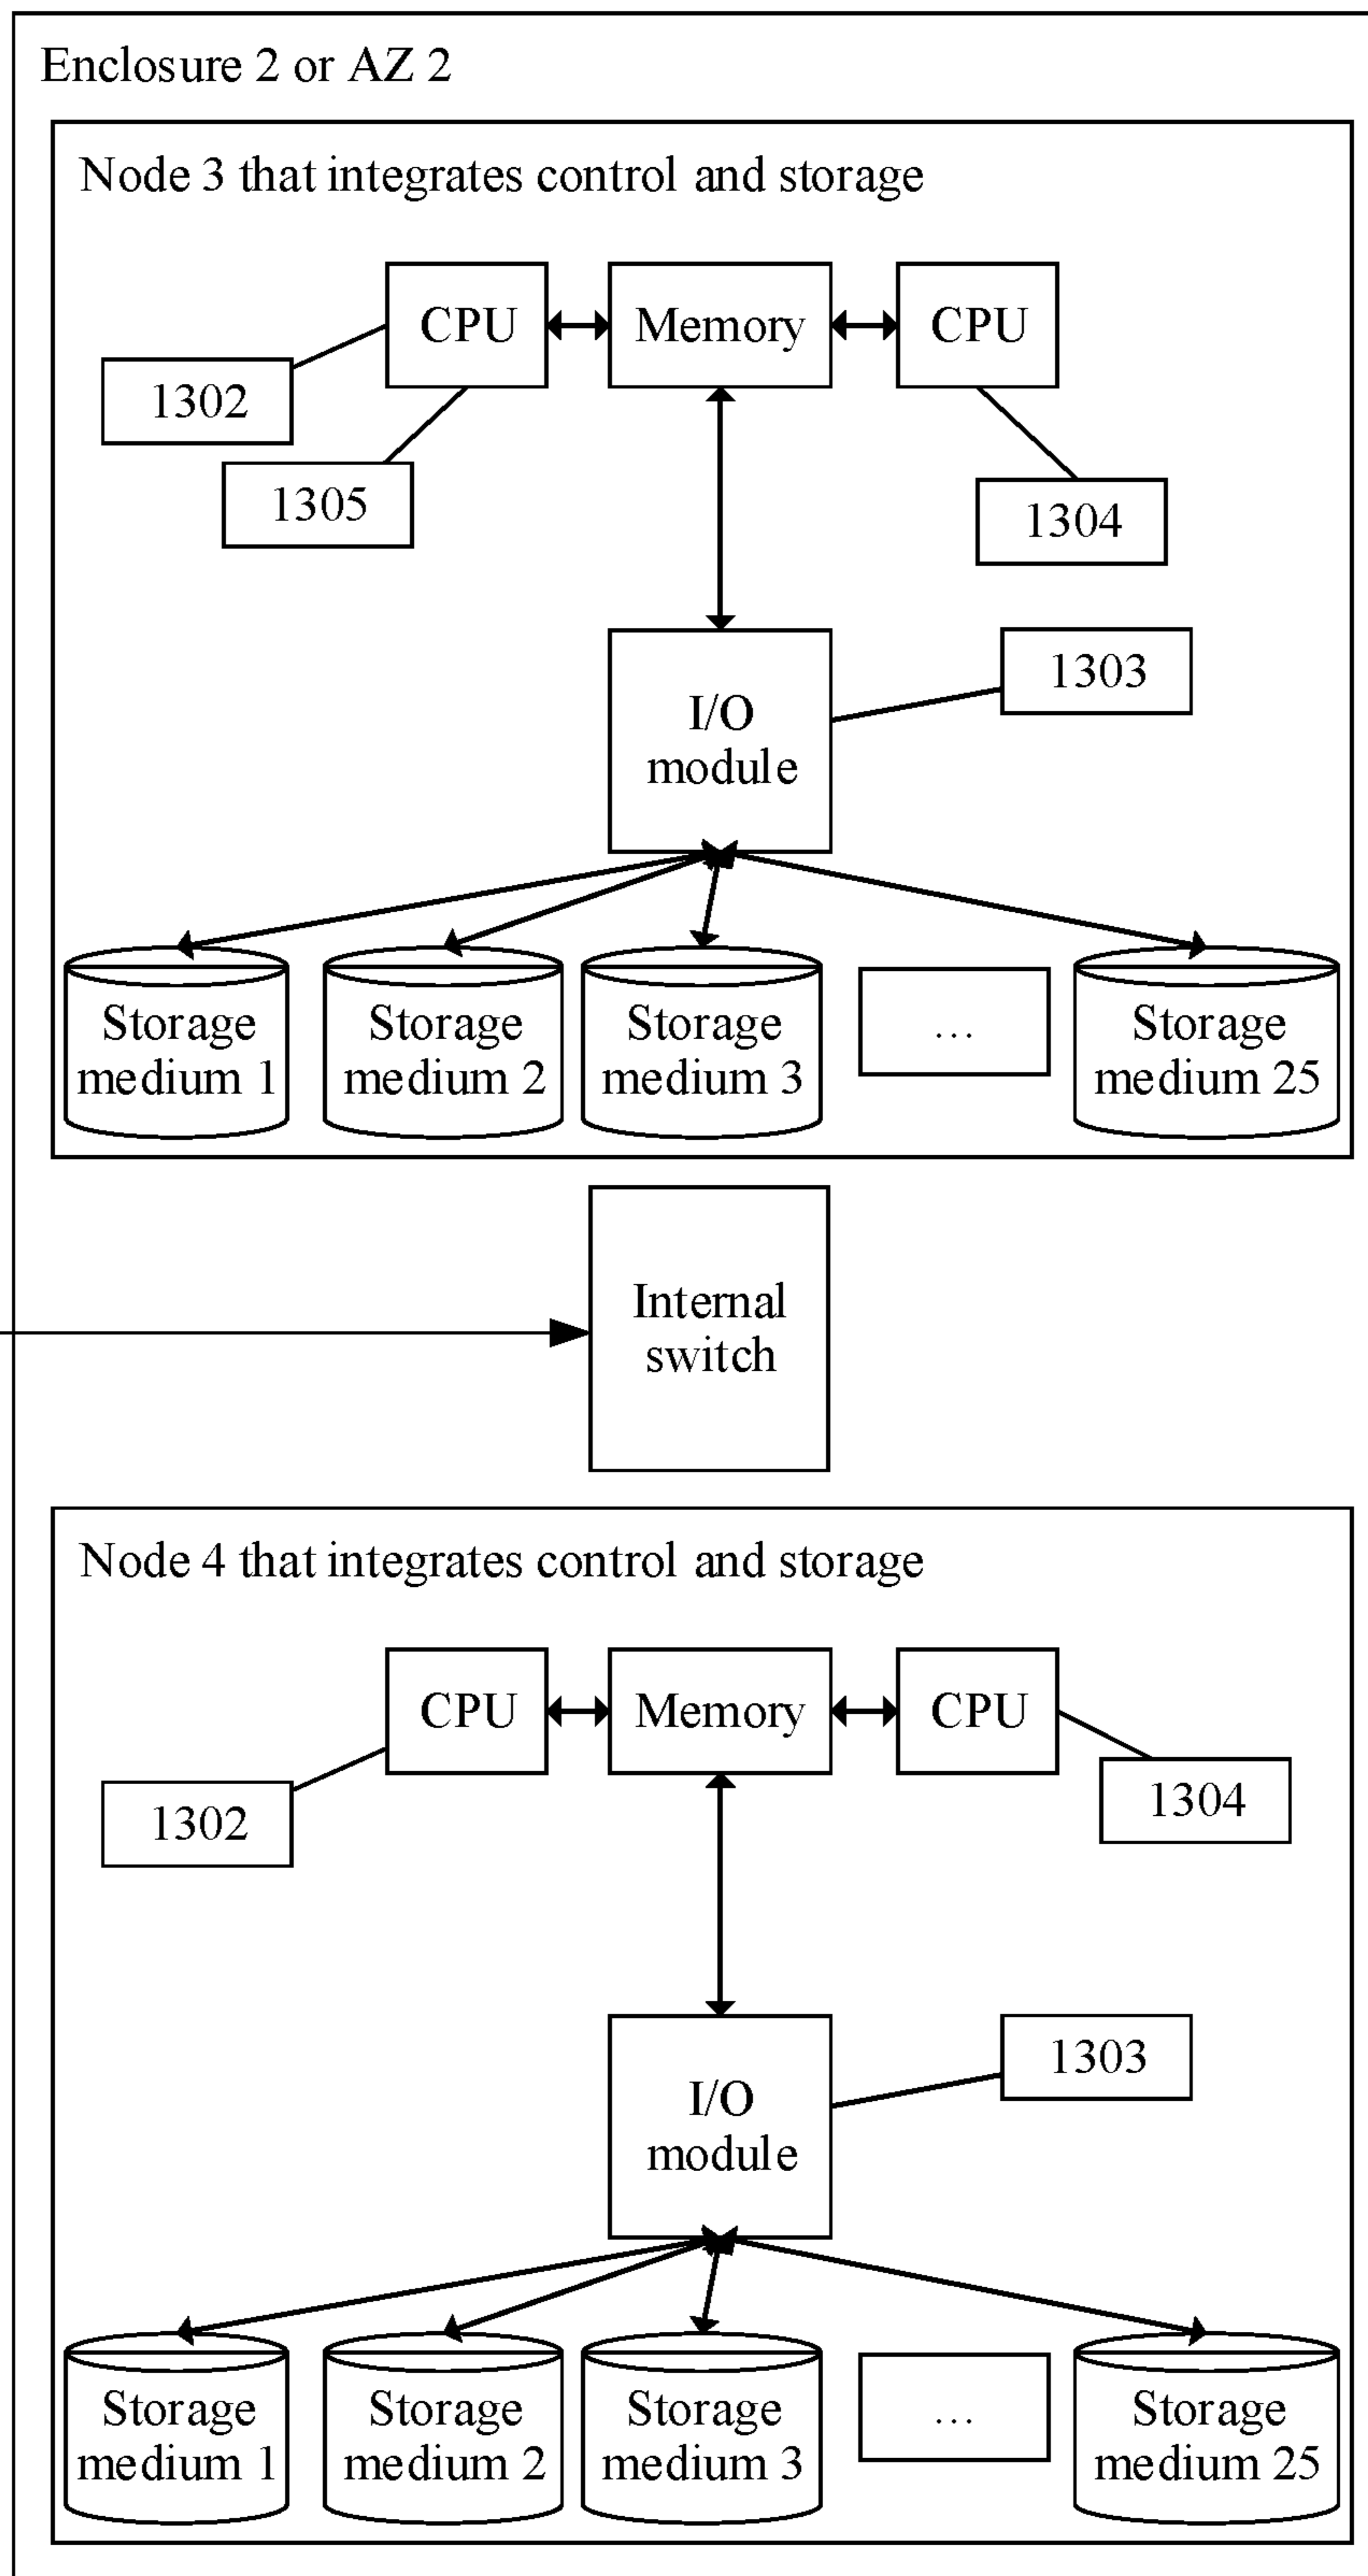 Enclosure 2 or AZ 2
Node 3 that integrates control and storage
CPU
Memory
CPU
1302
1305
1304
I/O
module
1303
Storage
medium 1
Storage
medium 2
Storage
medium 3
...
Storage
medium 25
Internal
switch
Node 4 that integrates control and storage
CPU
Memory
CPU
1302
1304
I/O
module
1303
Storage
medium 1
Storage
medium 2
Storage
medium 3
...
Storage
medium 25